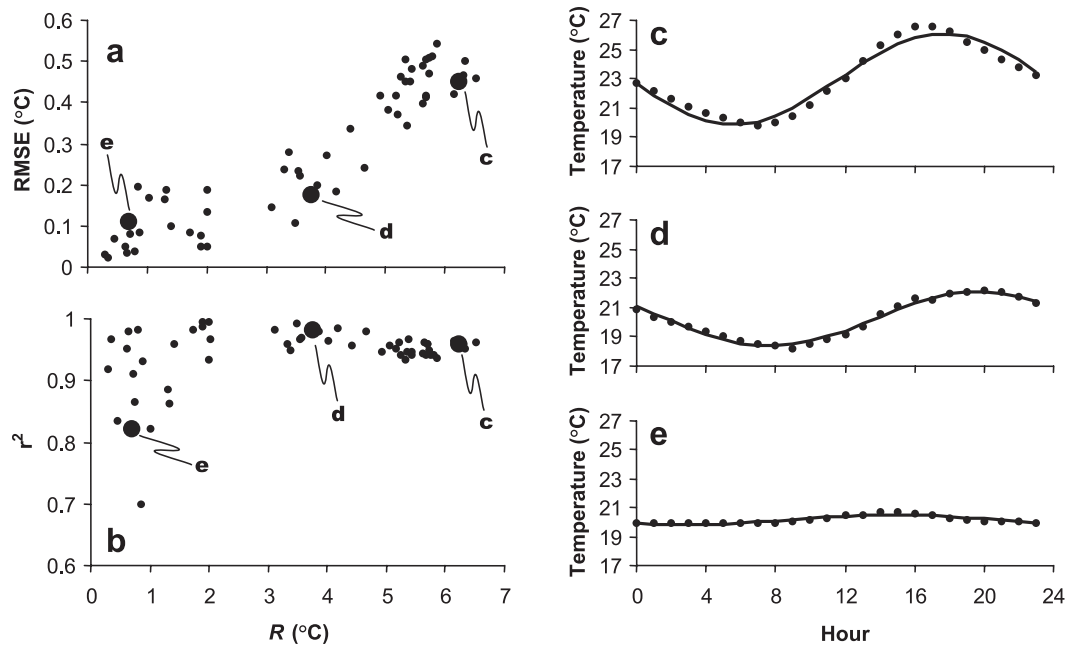 a
RMSE (°C)
0.6
0.5
0.4
0.3
0.2
0.1
0
e
d
c
b
r²
1
0.9
0.8
0.7
0.6
e
d
c
0 1 2 3 4 5 6 7
R (°C)
c
Temperature (°C)
27
25
23
21
19
17
d
Temperature (°C)
27
25
23
21
19
17
e
Temperature (°C)
27
25
23
21
19
17
0 4 8 12 16 20 24
Hour